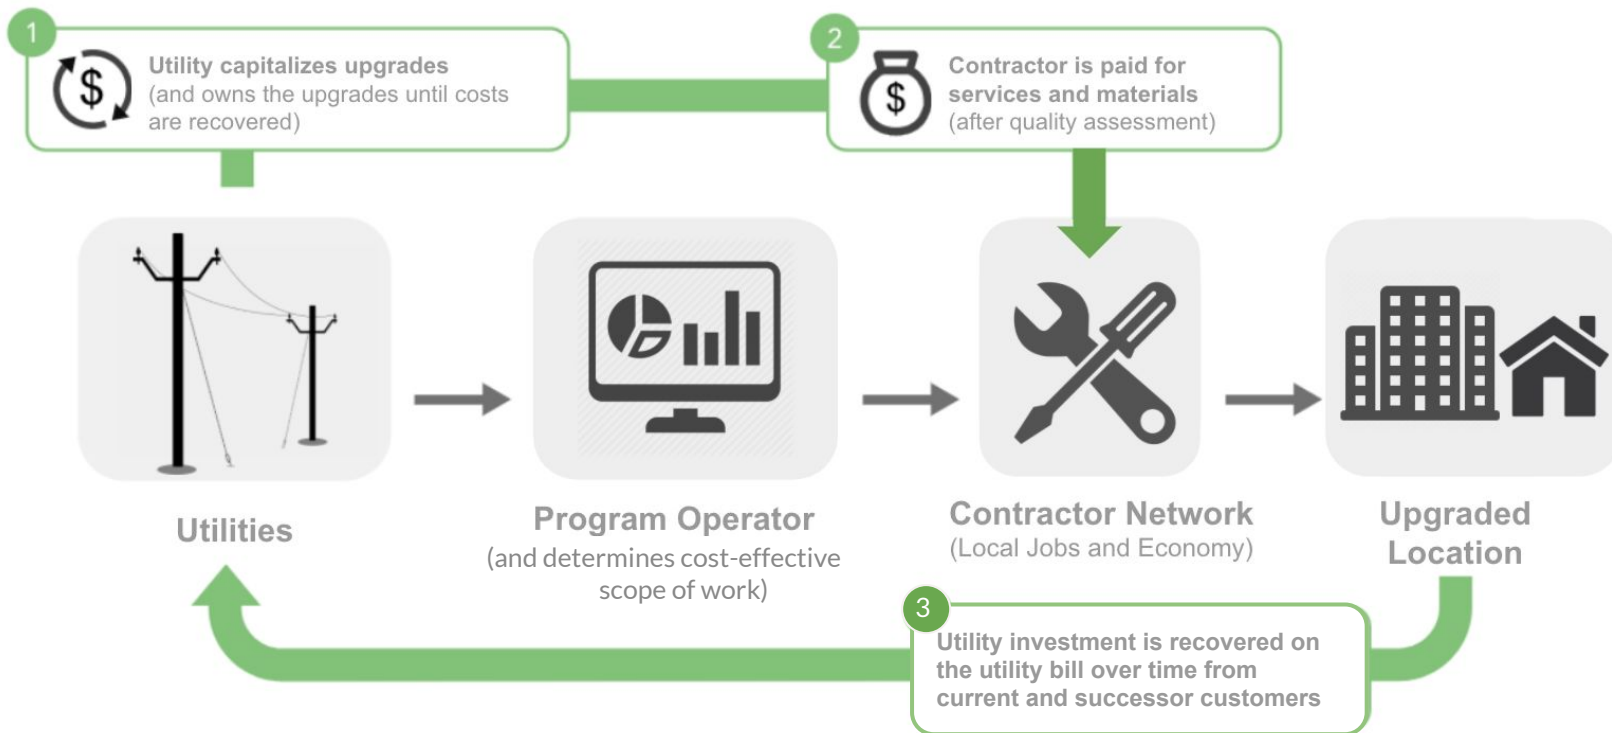 1
Utility capitalizes upgrades
(and owns the upgrades until costs
are recovered)
$
2
Contractor is paid for
services and materials
(after quality assessment)
$
Utilities
Program Operator
(and determines cost-effective
scope of work)
Contractor Network
(Local Jobs and Economy)
Upgraded
Location
3
Utility investment is recovered on
the utility bill over time from
current and successor customers